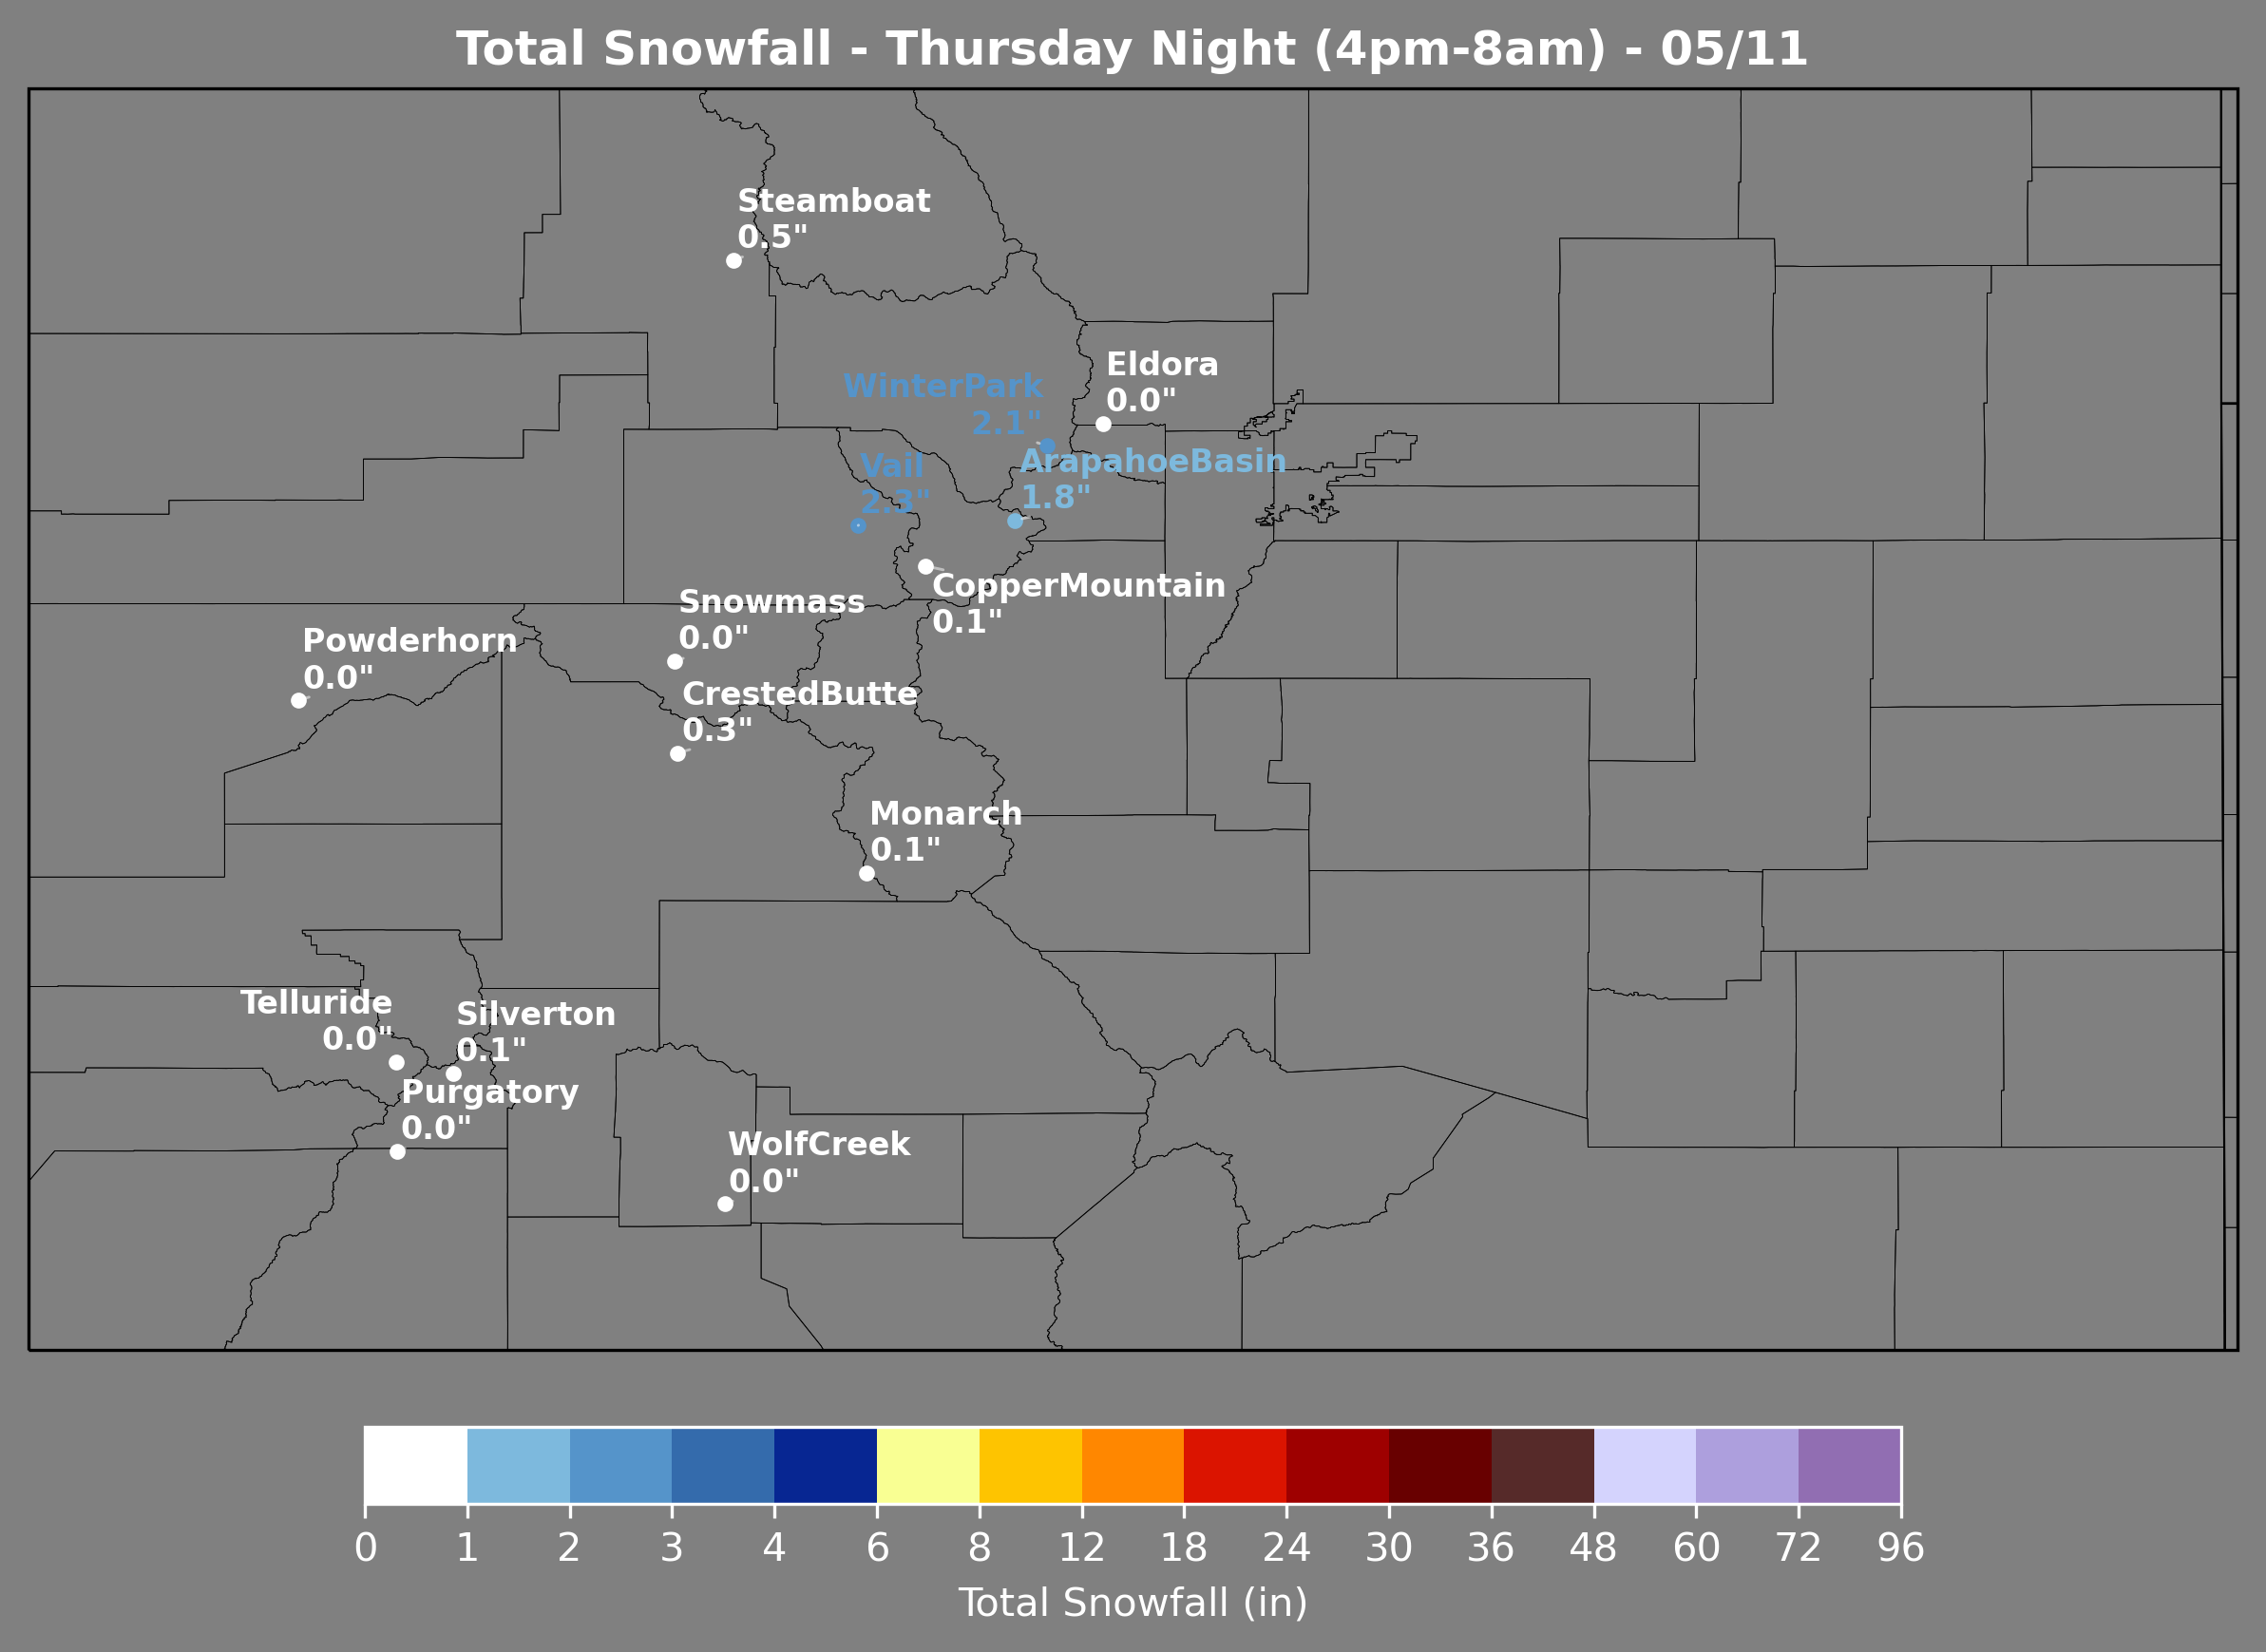 Total Snowfall - Thursday Night (4pm-8am) - 05/11
Steamboat
0.5"
Eldora
0.0"
WinterPark
2.1"
ArapahoeBasin
1.8"
Vail
2.3"
CopperMountain
0.1"
Snowmass
0.0"
Powderhorn
0.0"
CrestedButte
0.3"
Monarch
0.1"
Telluride
0.0"
Silverton
0.1"
Purgatory
0.0"
WolfCreek
0.0"
0 1 2 3 4 6 8 12 18 24 30 36 48 60 72 96
Total Snowfall (in)